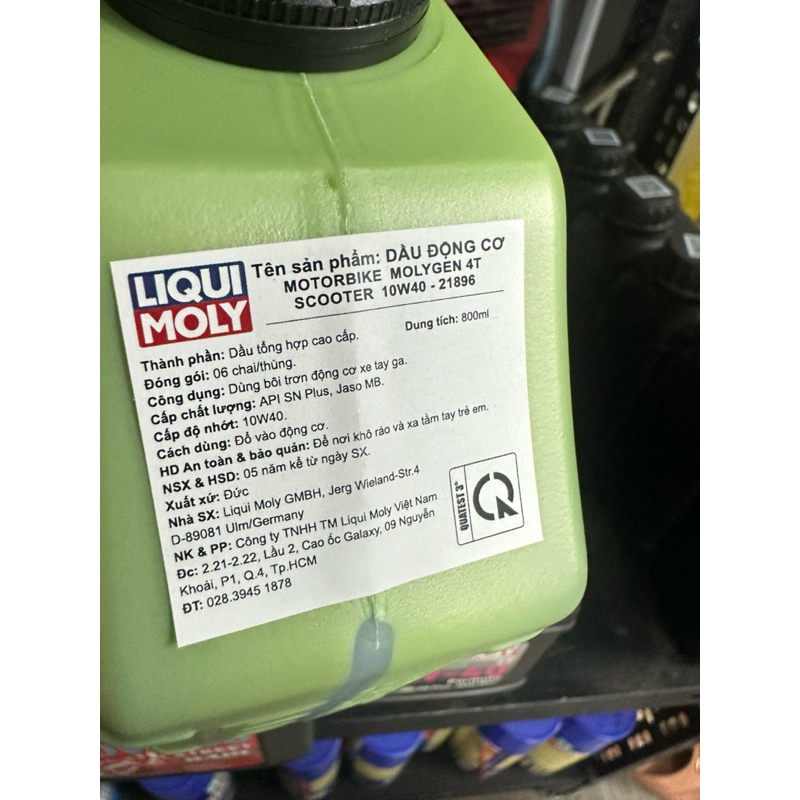 LIQUI
MOLY
Tên sản phẩm: DẦU ĐỘNG CƠ
MOTORBIKE MOLYGEN 4T
SCOOTER 10W40 - 21896
Thành phần: Dầu tổng hợp cao cấp.
Dung tích: 800ml
Đóng gói: 06 chai/thùng.
Công dụng: Dùng bôi trơn động cơ xe tay ga.
Cấp chất lượng: API SN Plus, Jaso MB.
Cấp độ nhớt: 10W40.
Cách dùng: Đổ vào động cơ.
HD An toàn & bảo quản: Để nơi khô ráo và xa tầm tay trẻ em.
NSX & HSD: 05 năm kể từ ngày SX.
Xuất xứ: Đức
Nhà SX: Liqui Moly GMBH, Jerg Wieland-Str.4
D-89081 Ulm/Germany
NK & PP: Công ty TNHH TM Liqui Moly Việt Nam
Đc: 2.21-2.22, Lầu 2, Cao ốc Galaxy, 09 Nguyễn
Khoái, P1, Q.4, Tp.HCM
ĐT: 028.3945 1878
QUATEST 3